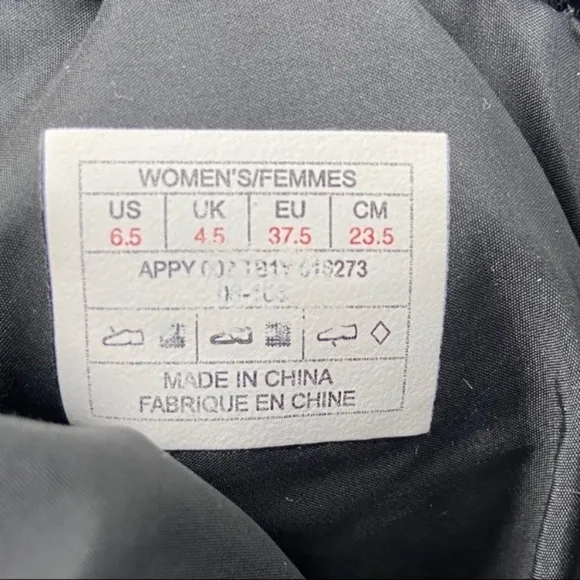 WOMEN'S/FEMMES
US UK EU CM
6.5 4.5 37.5 23.5
APPY
MADE IN CHINA
FABRIQUE EN CHINE